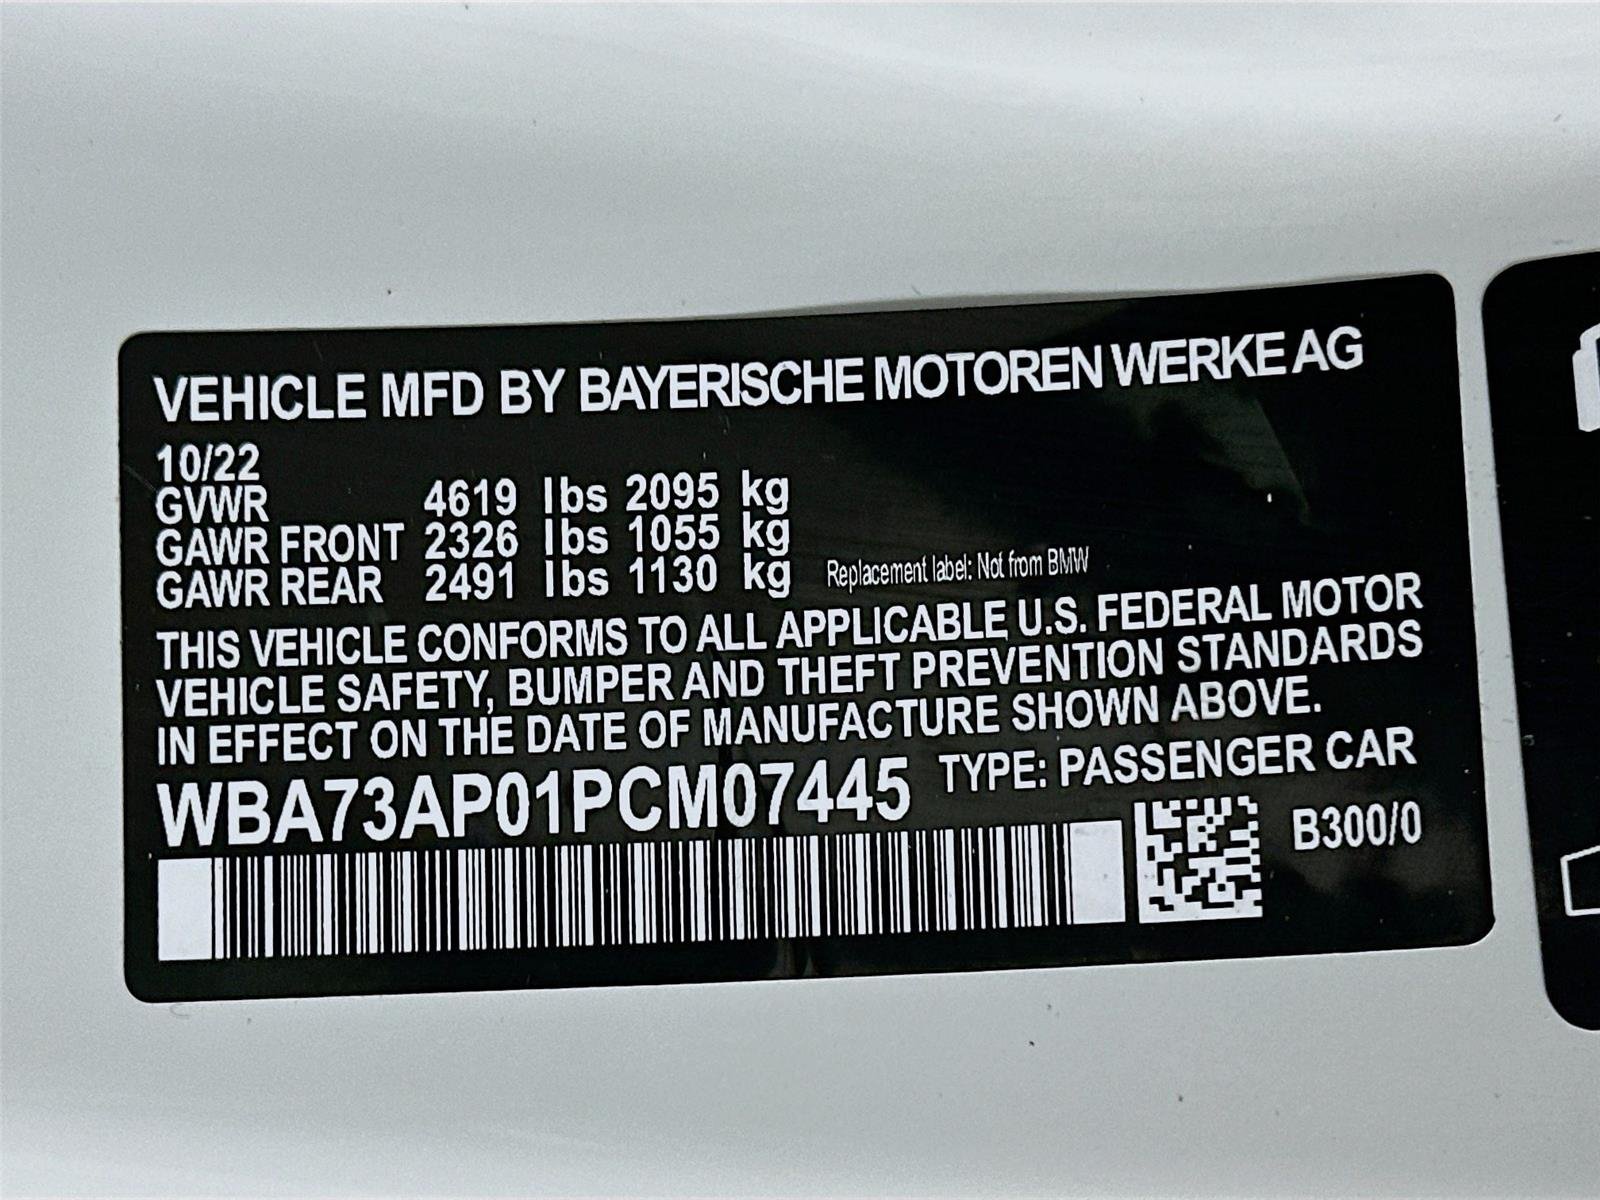 VEHICLE MFD BY BAYERISCHE MOTOREN WERKE AG
10/22
GVWR 4619 lbs 2095 kg
GAWR FRONT 2326 lbs 1055 kg
GAWR REAR 2491 lbs 1130 kg
Replacement label: Not from BMW
THIS VEHICLE CONFORMS TO ALL APPLICABLE U.S. FEDERAL MOTOR
VEHICLE SAFETY, BUMPER AND THEFT PREVENTION STANDARDS
IN EFFECT ON THE DATE OF MANUFACTURE SHOWN ABOVE.
WBA73AP01PCM07445 TYPE: PASSENGER CAR
B300/0